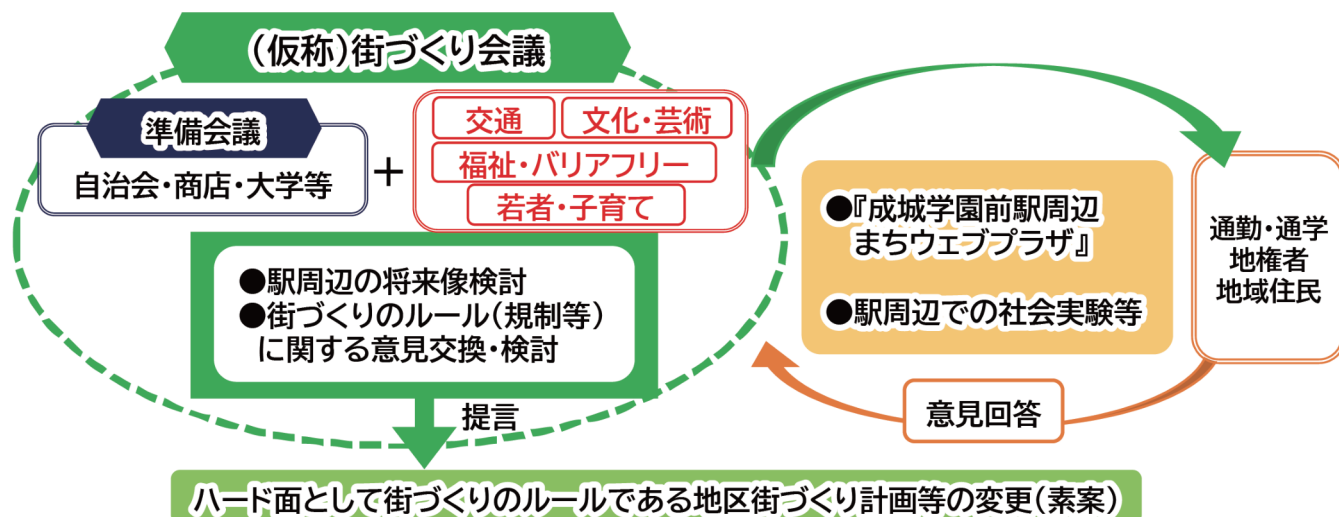 (仮称)街づくり会議
準備会議
自治会・商店・大学等
+
交通
文化・芸術
福祉・バリアフリー
若者・子育て
●駅周辺の将来像検討
●街づくりのルール(規制等)
に関する意見交換・検討
提言
ハード面として街づくりのルールである地区街づくり計画等の変更(素案)
●『成城学園前駅周辺
まちウェブプラザ』
●駅周辺での社会実験等
通勤・通学
地権者
地域住民
意見回答